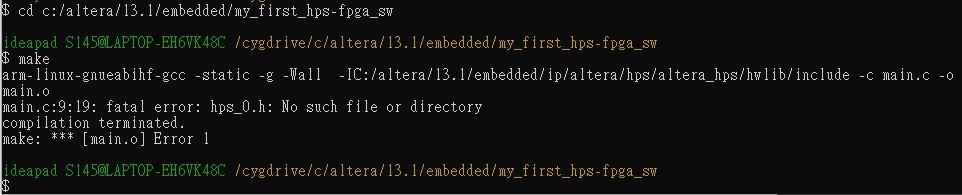 $ cd c:/altera/13.1/embedded/my_first_hps-fpga_sw
ideapad S145@LAPTOP-EH6VK48C /cygdrive/c/altera/13.1/embedded/my_first_hps-fpga_sw
$ make
arm-linux-gnueabihf-gcc -static -g -Wall  -IC:/altera/13.1/embedded/ip/altera/hps/altera_hps/hwlib/include -c main.c -o
main.o
main.c:9:19: fatal error: hps_0.h: No such file or directory
compilation terminated.
make: *** [main.o] Error 1
ideapad S145@LAPTOP-EH6VK48C /cygdrive/c/altera/13.1/embedded/my_first_hps-fpga_sw
$